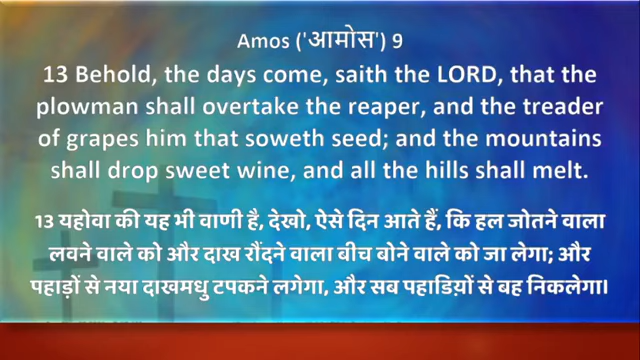 Amos ('आमोस') 9
13 Behold, the days come, saith the LORD, that the
plowman shall overtake the reaper, and the treader
of grapes him that soweth seed; and the mountains
shall drop sweet wine, and all the hills shall melt.
13 यहोवा की यह भी वाणी है, देखो, ऐसे दिन आते हैं, कि हल जोतने वाला
लवने वाले को और दाख रौंदने वाला बीच बोने वाले को जा लेगा; और
पहाड़ों से नया दाखमधु टपकने लगेगा, और सब पहाडिय़ों से बह निकलेगा।